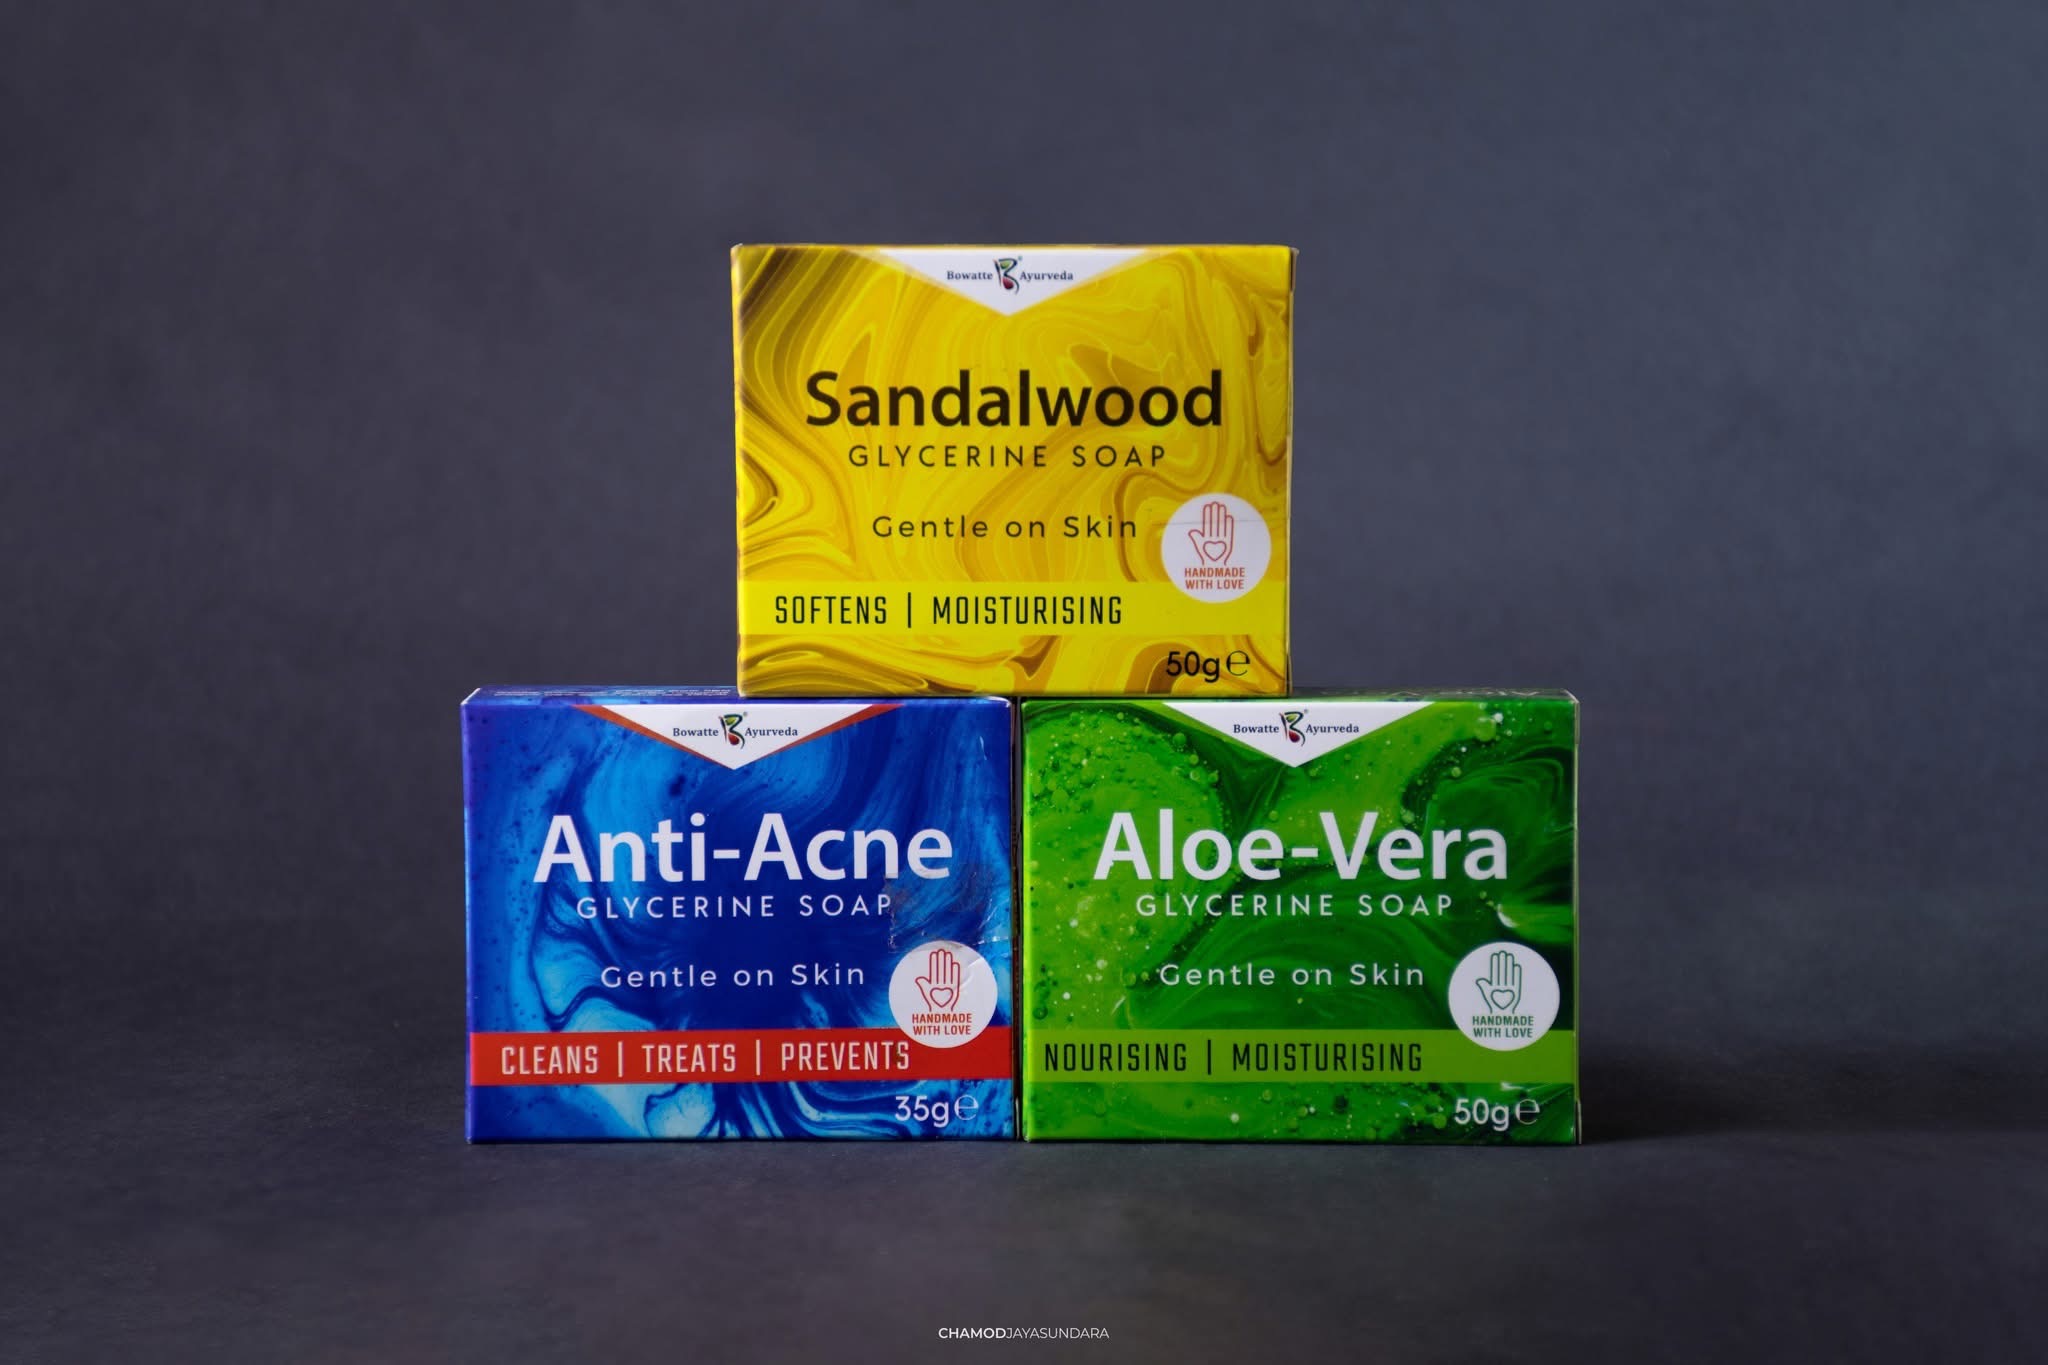 Bowatte Ayurveda
Sandalwood
GLYCERINE SOAP
Gentle on Skin
HANDMADE
WITH LOVE
SOFTENS | MOISTURISING
50g℮
Bowatte Ayurveda
Anti-Acne
GLYCERINE SOAP
Gentle on Skin
HANDMADE
WITH LOVE
CLEANS | TREATS | PREVENTS
35g℮
Bowatte Ayurveda
Aloe-Vera
GLYCERINE SOAP
Gentle on Skin
HANDMADE
WITH LOVE
NOURISING | MOISTURISING
50g℮
CHAMODJAYASUNDARA